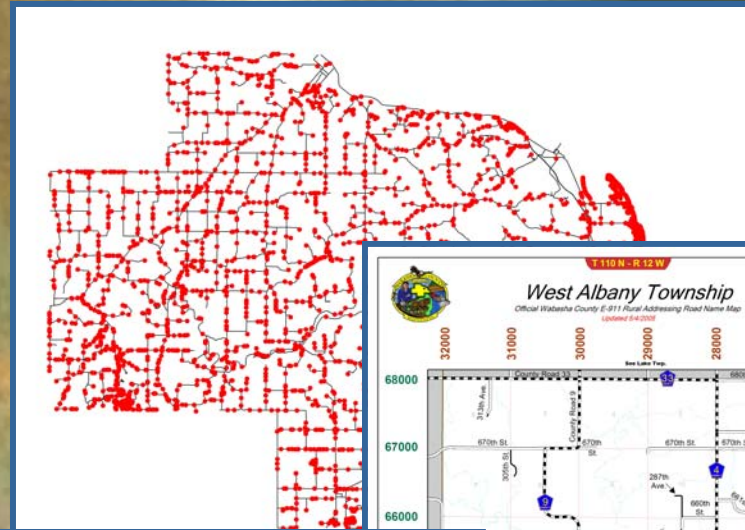 T 110 N - R 12 W
West Albany Township
Official Wabasha County E-911 Rural Addressing Road Name Map
Updated 5/4/2005
32000
31000
30000
29000
28000
See Lake Twp.
68000
County Road 33
33
680
313th Ave.
County Road 9
67000
670th St.
670th
St.
670th St.
670th S
305th St.
287th
Ave.
4
9
660th
St.
66000